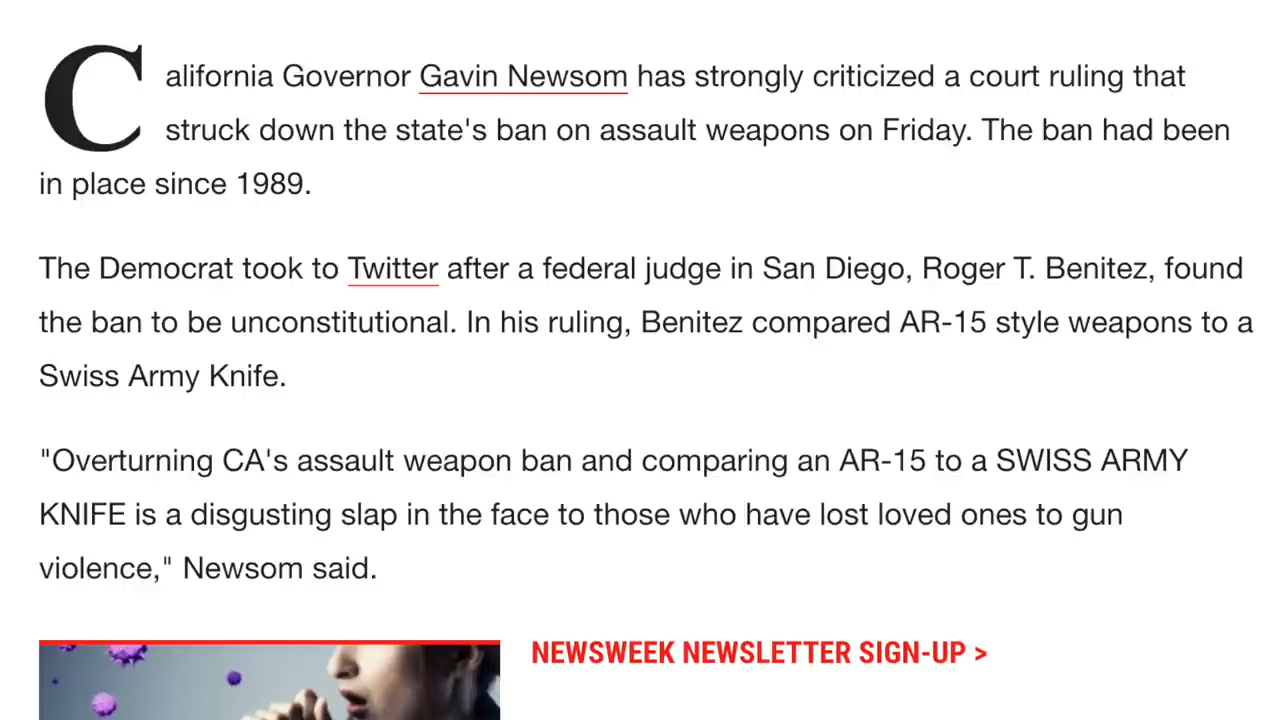 California Governor Gavin Newsom has strongly criticized a court ruling that
struck down the state's ban on assault weapons on Friday. The ban had been
in place since 1989.
The Democrat took to Twitter after a federal judge in San Diego, Roger T. Benitez, found
the ban to be unconstitutional. In his ruling, Benitez compared AR-15 style weapons to a
Swiss Army Knife.
"Overturning CA's assault weapon ban and comparing an AR-15 to a SWISS ARMY
KNIFE is a disgusting slap in the face to those who have lost loved ones to gun
violence," Newsom said.
NEWSWEEK NEWSLETTER SIGN-UP >